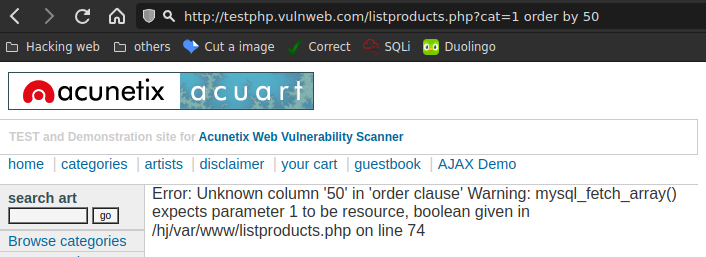 http://testphp.vulnweb.com/listproducts.php?cat=1 order by 50
Hacking web others Cut a image Correct SQLi Duolingo
acunetix acuart
TEST and Demonstration site for Acunetix Web Vulnerability Scanner
home | categories | artists | disclaimer | your cart | guestbook | AJAX Demo
search art
go
Browse categories
Error: Unknown column '50' in 'order clause' Warning: mysql_fetch_array()
expects parameter 1 to be resource, boolean given in
/hj/var/www/listproducts.php on line 74